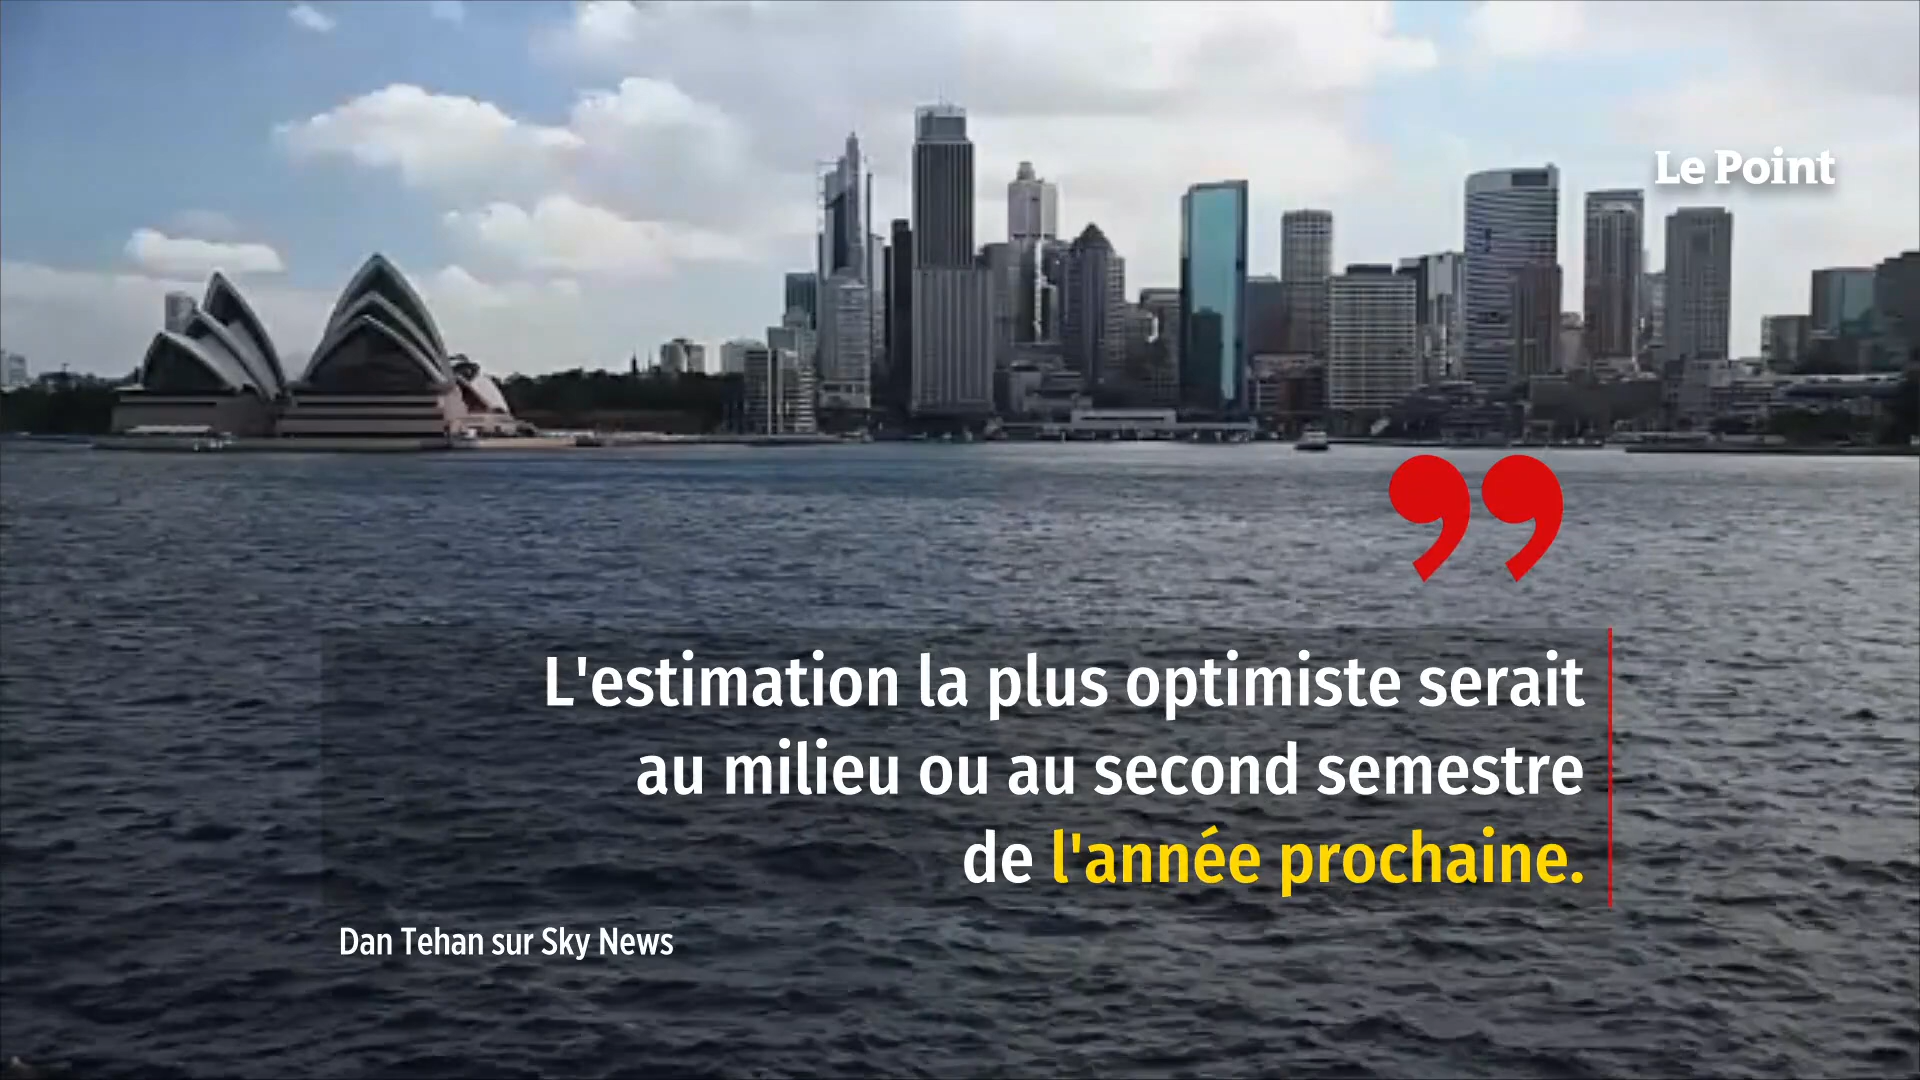 Le Point
”
L'estimation la plus optimiste serait
au milieu ou au second semestre
de l'année prochaine.
Dan Tehan sur Sky News